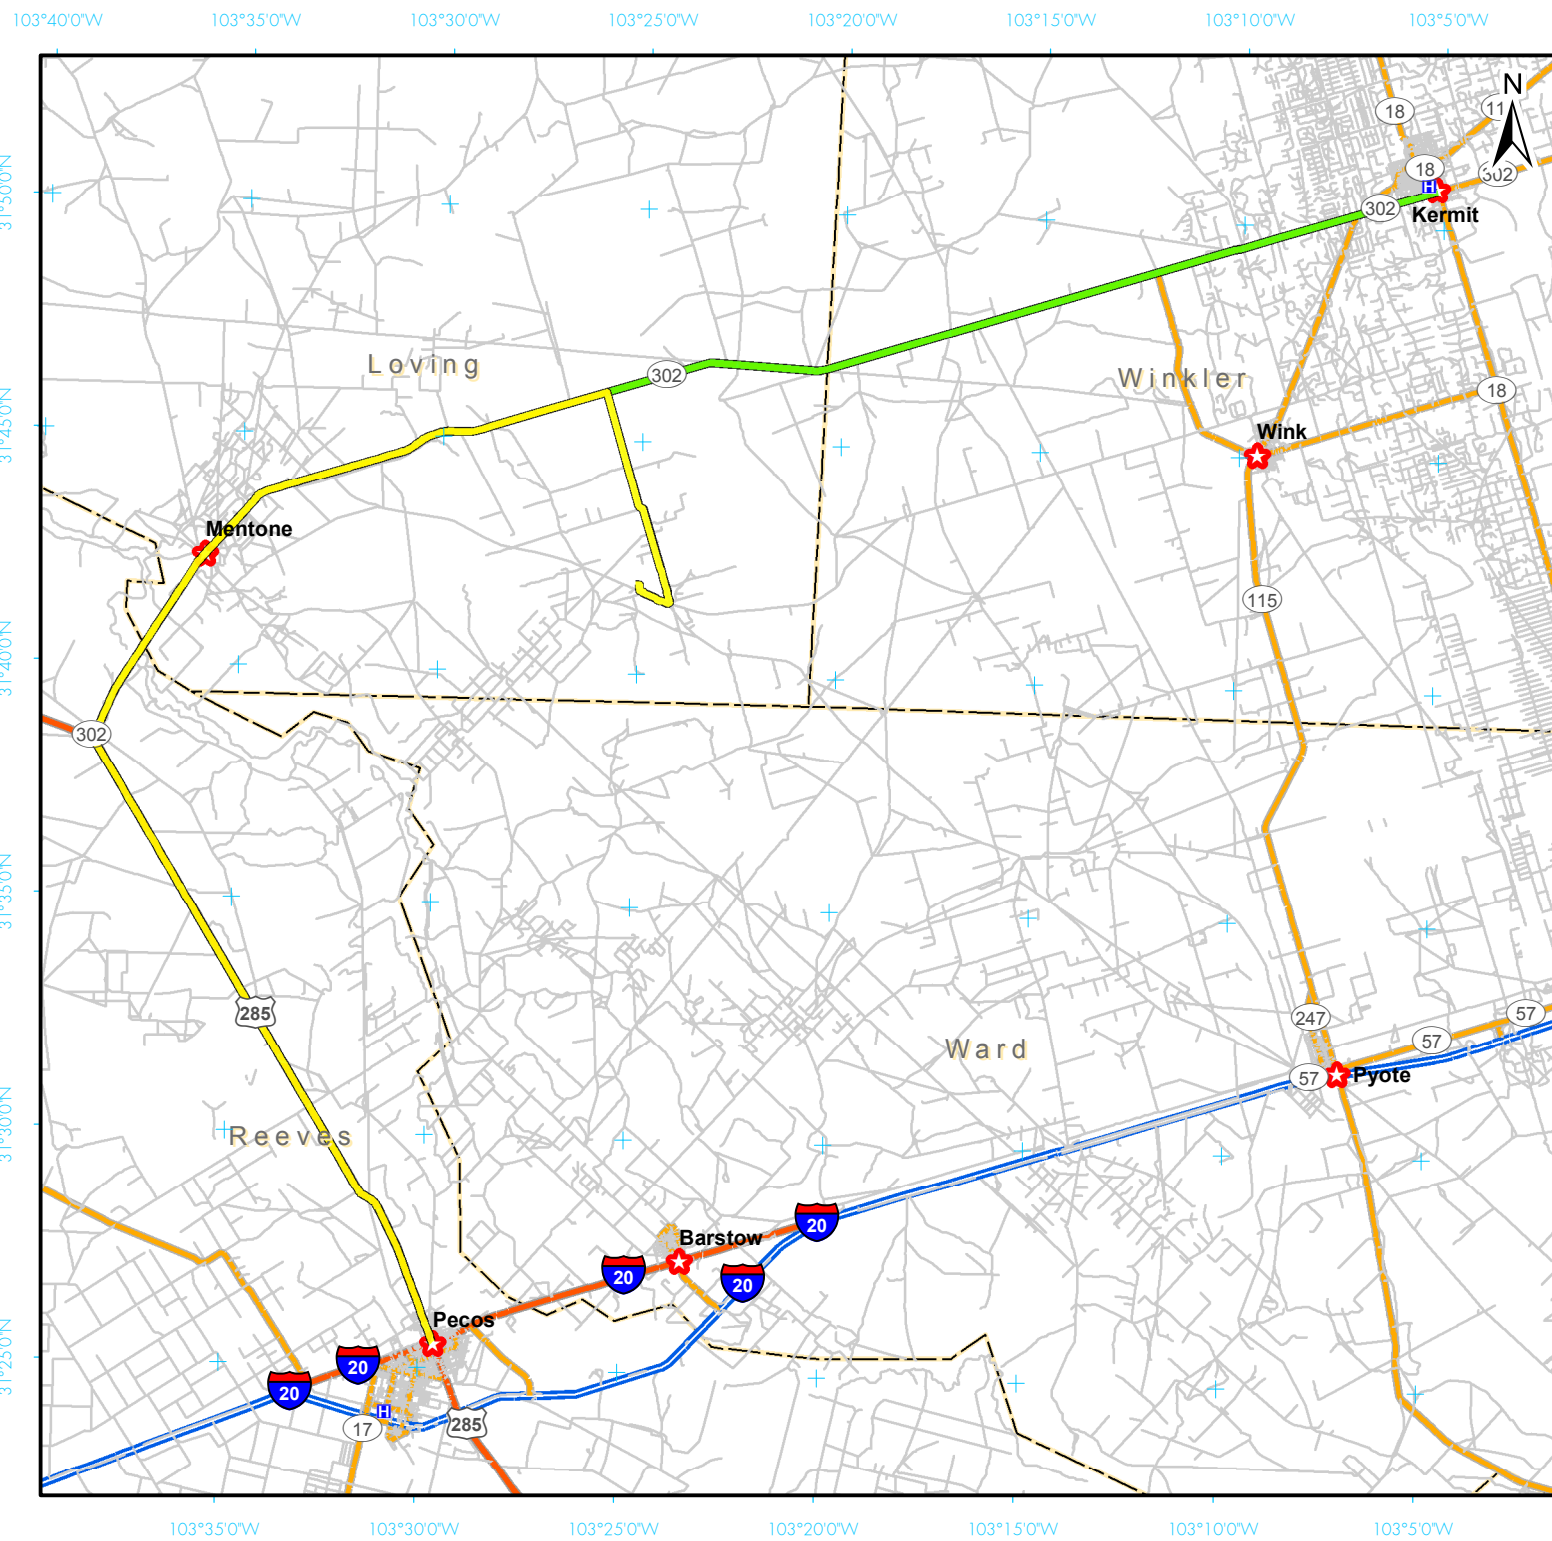 103°40'0"W 103°35'0"W 103°30'0"W 103°25'0"W 103°20'0"W 103°15'0"W 103°10'0"W 103°5'0"W
N
18
11
31°50'0"N
18
302
H
302
Kermit
Loving
302
Winkler
18
31°45'0"N
Wink
Mentone
115
31°40'0"N
302
31°35'0"N
285
247
57
57
Ward
57
Pyote
31°30'0"N
Reeves
20
Barstow
20
20
Pecos
20
31°25'0"N
20
H
17
285
103°35'0"W 103°30'0"W 103°25'0"W 103°20'0"W 103°15'0"W 103°10'0"W 103°5'0"W